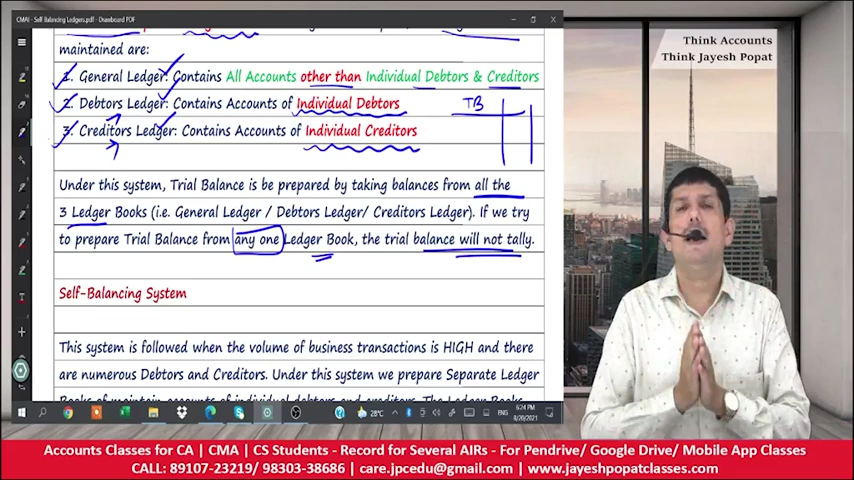 CMAI - Self Balancing Ledgers.pdf - Drawboard PDF
maintained are:
1. General Ledger: Contains All Accounts other than Individual Debtors & Creditors
2. Debtors Ledger: Contains Accounts of Individual Debtors
TB
3. Creditors Ledger: Contains Accounts of Individual Creditors
Under this system, Trial Balance is be prepared by taking balances from all the
3 Ledger Books (i.e. General Ledger / Debtors Ledger/ Creditors Ledger). If we try
to prepare Trial Balance from any one Ledger Book, the trial balance will not tally.
Self-Balancing System
This system is followed when the volume of business transactions is HIGH and there
are numerous Debtors and Creditors. Under this system we prepare Separate Ledger
28°C
6:24 PM
8/20/2021
Think Accounts
Think Jayesh Popat
Accounts Classes for CA | CMA | CS Students - Record for Several AIRs - For Pendrive/ Google Drive/ Mobile App Classes
CALL: 89107-23219/ 98303-38686 | care.jpcedu@gmail.com | www.jayeshpopatclasses.com